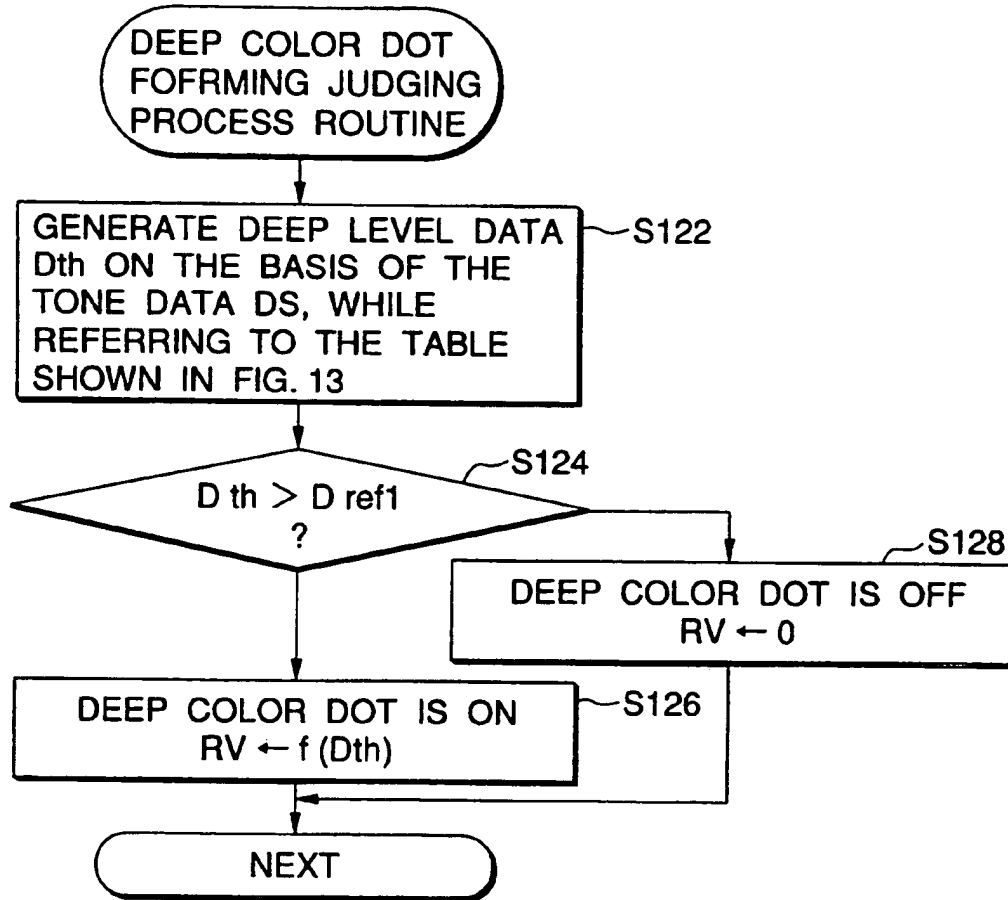 DEEP COLOR DOT
FOFRMING JUDGING
PROCESS ROUTINE
GENERATE DEEP LEVEL DATA
Dth ON THE BASIS OF THE
TONE DATA DS, WHILE
REFERRING TO THE TABLE
SHOWN IN FIG. 13
S122
D th > D ref1
?
S124
DEEP COLOR DOT IS OFF
RV ← 0
S128
DEEP COLOR DOT IS ON
RV ← f (Dth)
S126
NEXT